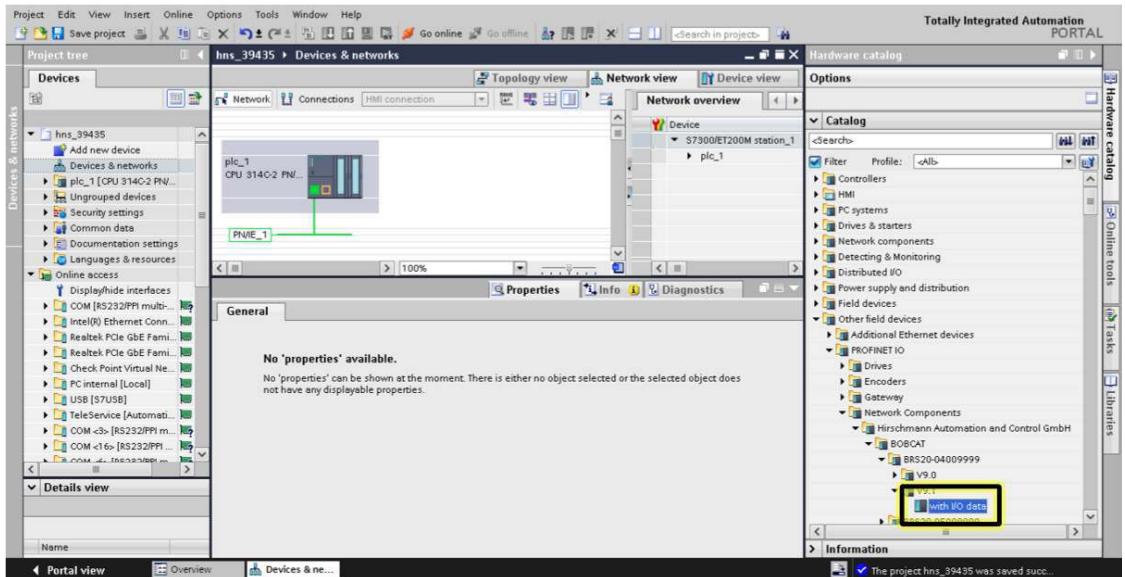 Project Edit View Insert Online Options Tools Window Help
Totally Integrated Automation
PORTAL
Save project Go online Go offline <Search in project>
Project tree
Devices
Devices & networks
hns_39435
Add new device
Devices & networks
plc_1 [CPU 314C-2 PN/...
Ungrouped devices
Security settings
Common data
Documentation settings
Languages & resources
Online access
Display/hide interfaces
COM [RS232/PPI multi-...
Intel(R) Ethernet Conn...
Realtek PCIe GbE Fami...
Realtek PCIe GbE Fami...
Check Point Virtual Ne...
PC internal [Local]
USB [S7USB]
TeleService [Automati...
COM <3> [RS232/PPI m...
COM <16> [RS232/PPI ...
Details view
Name
hns_39435 Devices & networks
Topology view Network view Device view
Network Connections HMI connection
Network overview
Device
S7300/ET200M station_1
plc_1
plc_1
CPU 314C-2 PN/...
PN/IE_1
100%
Properties Info Diagnostics
General
No 'properties' available.
No 'properties' can be shown at the moment. There is either no object selected or the selected object does
not have any displayable properties.
Hardware catalog
Options
Catalog
<Search>
Filter Profile: <All>
Controllers
HMI
PC systems
Drives & starters
Network components
Detecting & Monitoring
Distributed I/O
Power supply and distribution
Field devices
Other field devices
Additional Ethernet devices
PROFINET IO
Drives
Encoders
Gateway
Network Components
Hirschmann Automation and Control GmbH
BOBCAT
BRS20-04009999
V9.0
V9.1
with I/O data
Information
Hardware catalog
Online tools
Tasks
Libraries
Portal view Overview Devices & ne...
The project hns_39435 was saved succ...